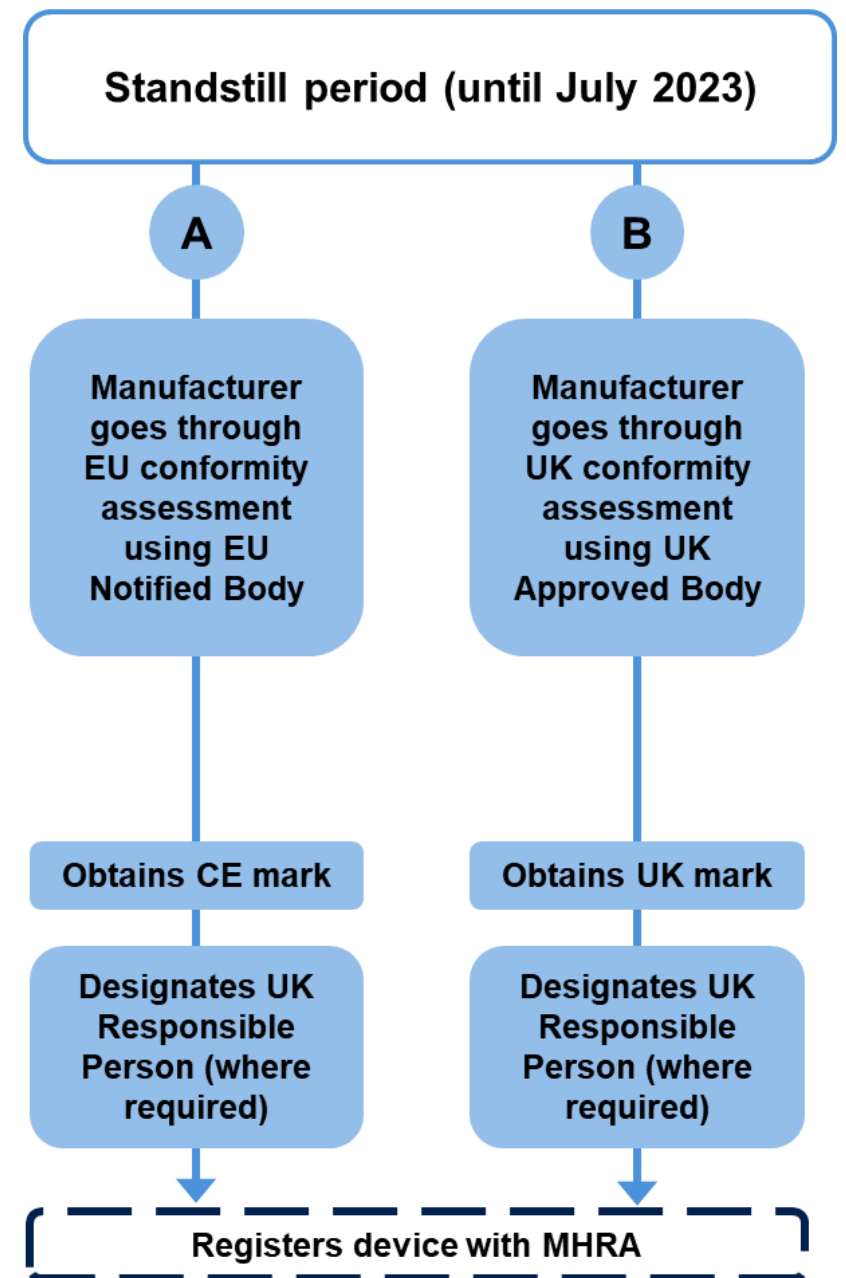 Standstill period (until July 2023)
A
Manufacturer
goes through
EU conformity
assessment
using EU
Notified Body
Obtains CE mark
Designates UK
Responsible
Person (where
required)
B
Manufacturer
goes through
UK conformity
assessment
using UK
Approved Body
Obtains UK mark
Designates UK
Responsible
Person (where
required)
Registers device with MHRA